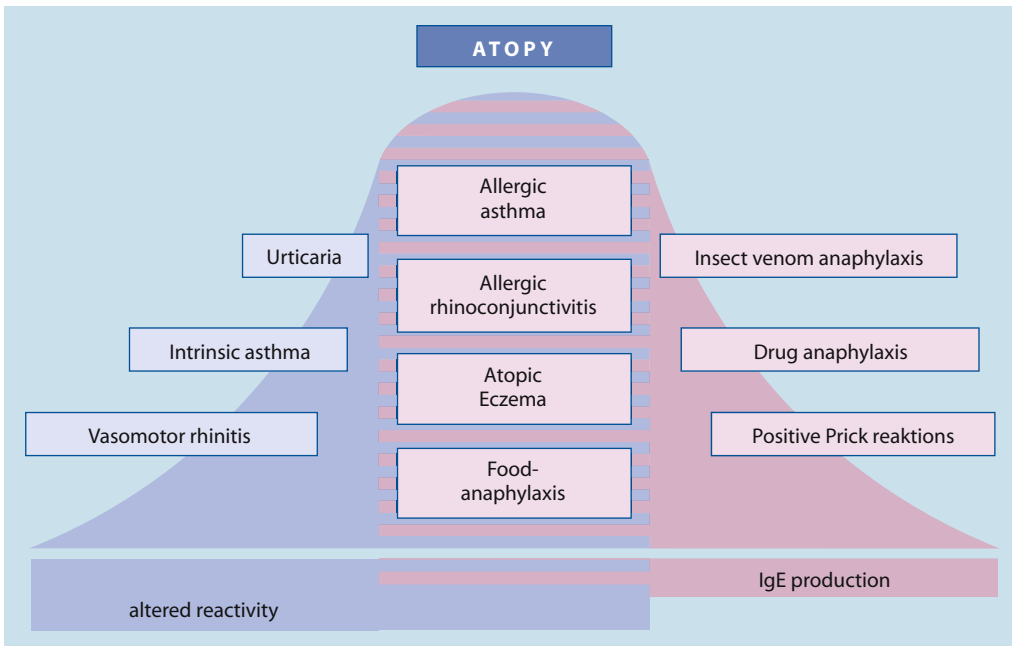 ATOPY
Allergic
asthma
Urticaria
Insect venom anaphylaxis
Allergic
rhinoconjunctivitis
Intrinsic asthma
Drug anaphylaxis
Atopic
Eczema
Vasomotor rhinitis
Positive Prick reaktions
Food-
anaphylaxis
IgE production
altered reactivity